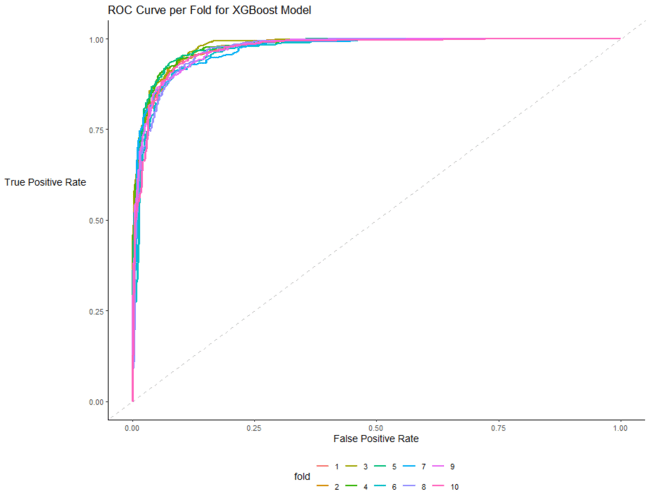 ROC Curve per Fold for XGBoost Model
1.00
0.75
True Positive Rate
0.50
0.25
0.00
0.00 0.25 0.50 0.75 1.00
False Positive Rate
fold
1 3 5 7 9
2 4 6 8 10